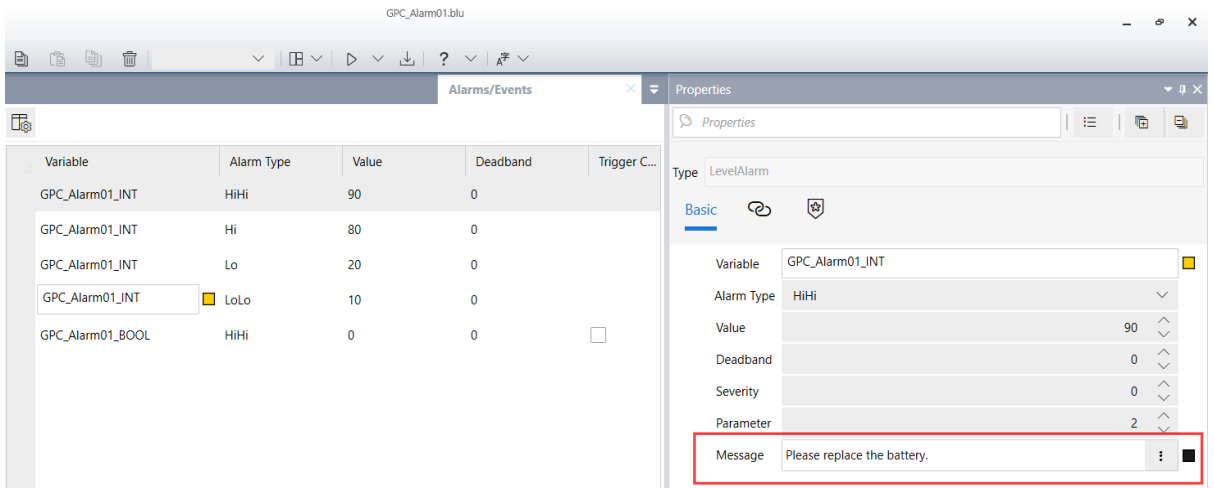 GPC_Alarm01.blu
?
A字
Alarms/Events
Properties
Properties
Variable Alarm Type Value Deadband Trigger C...
GPC_Alarm01_INT HiHi 90 0
GPC_Alarm01_INT Hi 80 0
GPC_Alarm01_INT Lo 20 0
GPC_Alarm01_INT LoLo 10 0
GPC_Alarm01_BOOL HiHi 0 0
Type LevelAlarm
Basic
Variable GPC_Alarm01_INT
Alarm Type HiHi
Value 90
Deadband 0
Severity 0
Parameter 2
Message Please replace the battery.